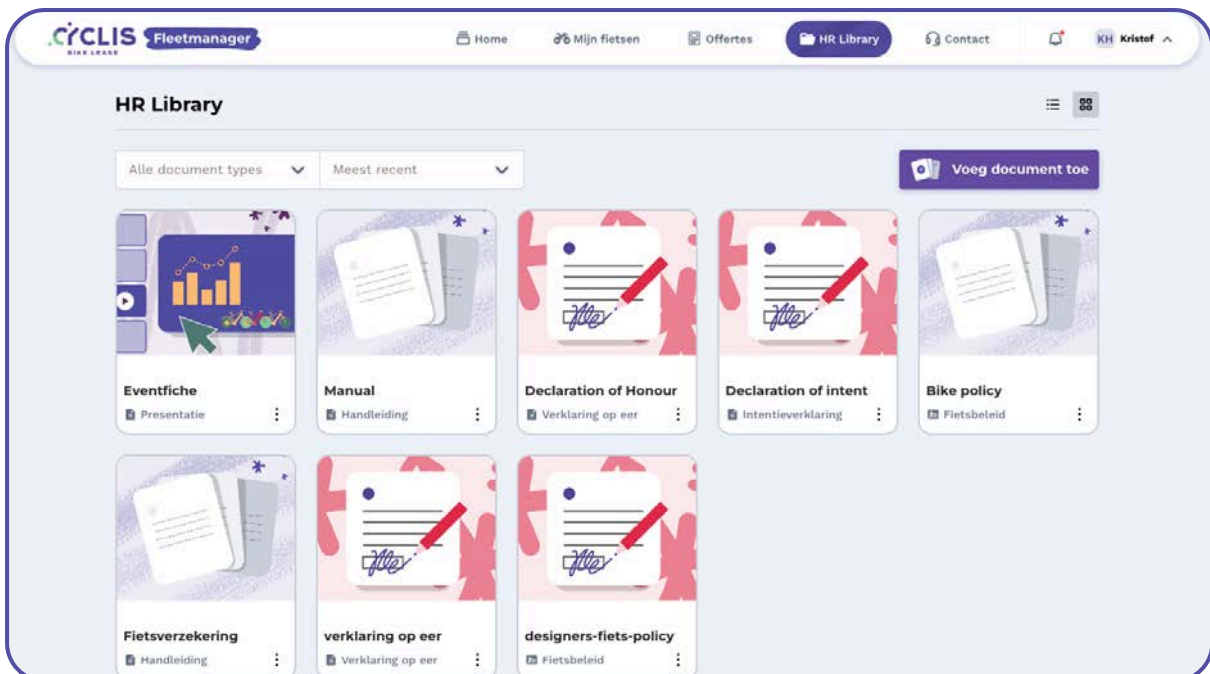 CYCLIS Fleetmanager Home Mijn fietsen Offertes HR Library Contact KH Kristof
BIKE LEASE
HR Library
Alle document types Meest recent Voeg document toe
Eventfiche Manual Declaration of Honour Declaration of intent Bike policy
Presentatie Handleiding Verklaring op eer Intentieverklaring Fietsbeleid
Fietsverzekering verklaring op eer designers-fiets-policy
Handleiding Verklaring op eer Fietsbeleid